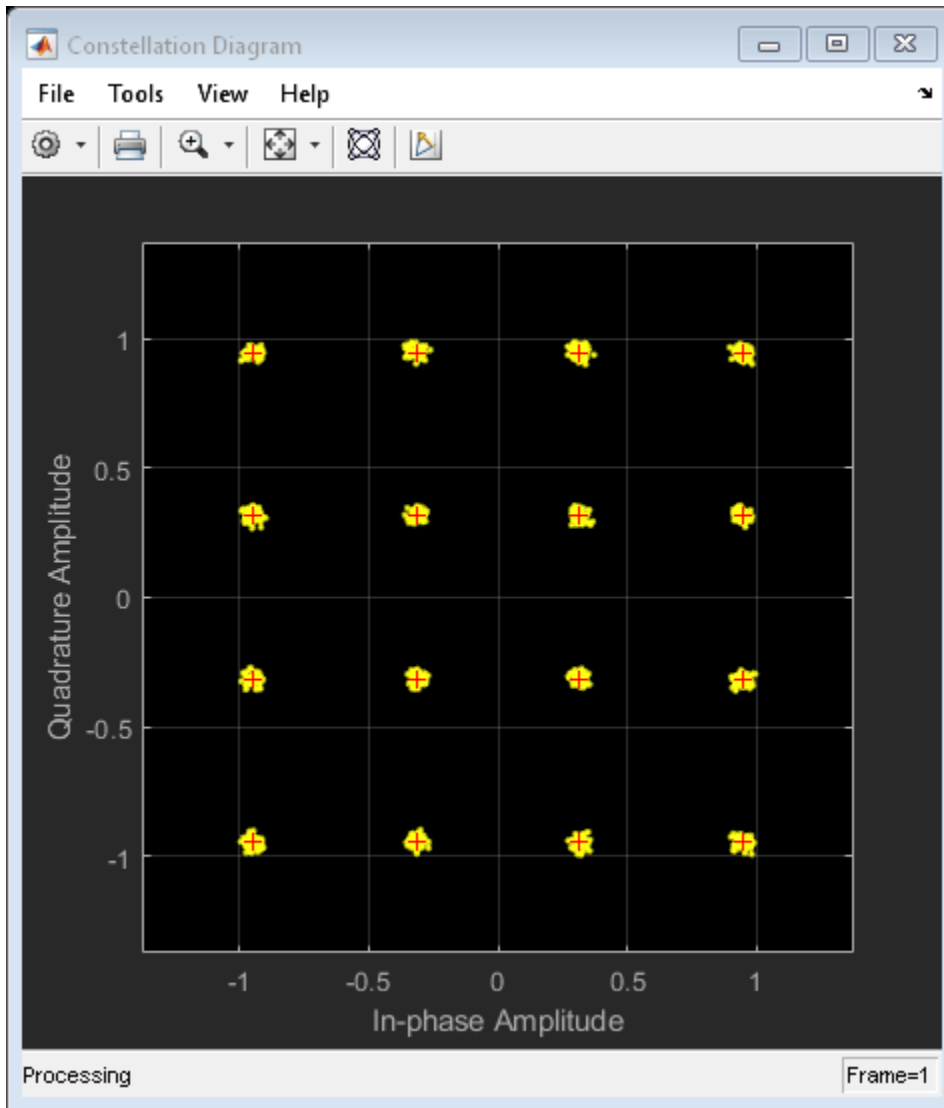 Constellation Diagram
File Tools View Help
1
0.5
0
-0.5
-1
Quadrature Amplitude
-1 -0.5 0 0.5 1
In-phase Amplitude
Processing Frame=1